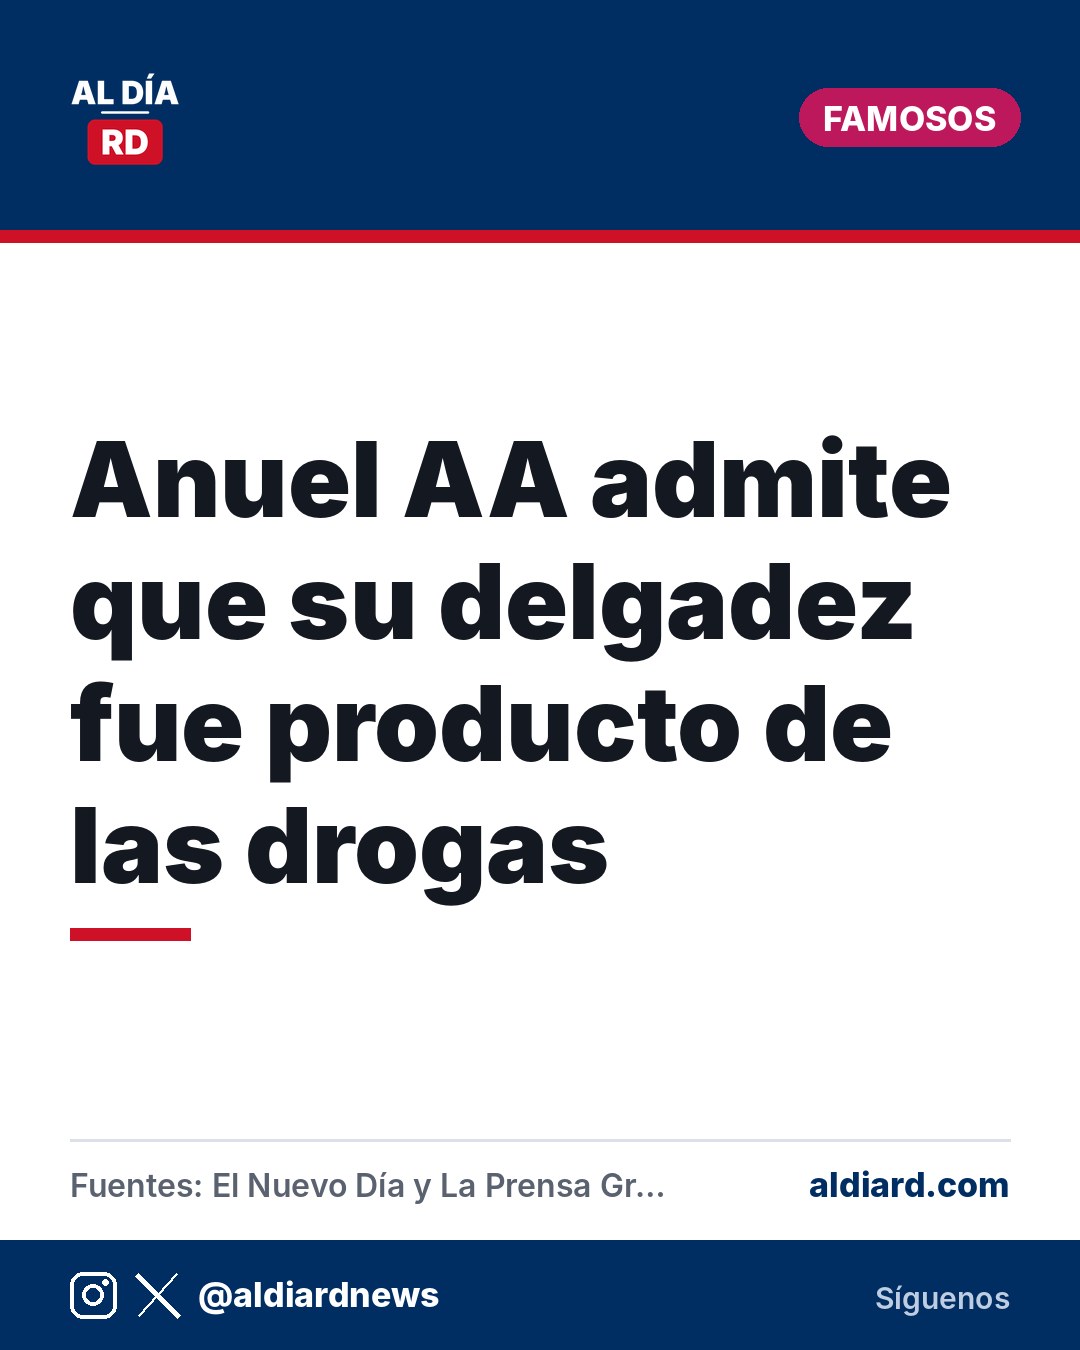 AL DÍA
RD
FAMOSOS
Anuel AA admite
que su delgadez
fue producto de
las drogas
Fuentes: El Nuevo Día y La Prensa Gr...
aldiard.com
@aldiardnews
Síguenos